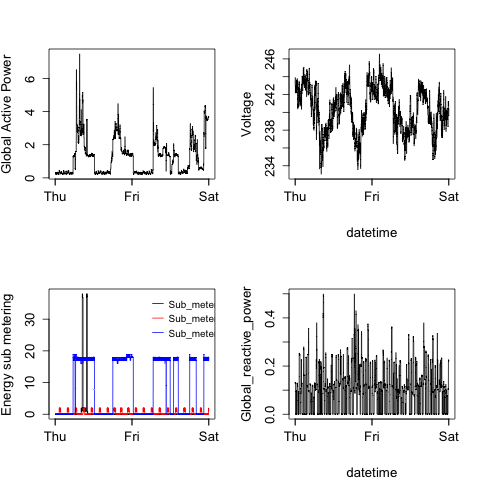 Global Active Power
0 2 4 6
Thu Fri Sat
Voltage
234 238 242 246
Thu Fri Sat
datetime
Energy sub metering
0 10 20 30
Sub_mete
Sub_mete
Sub_mete
Thu Fri Sat
Global_reactive_power
0.0 0.2 0.4
Thu Fri Sat
datetime